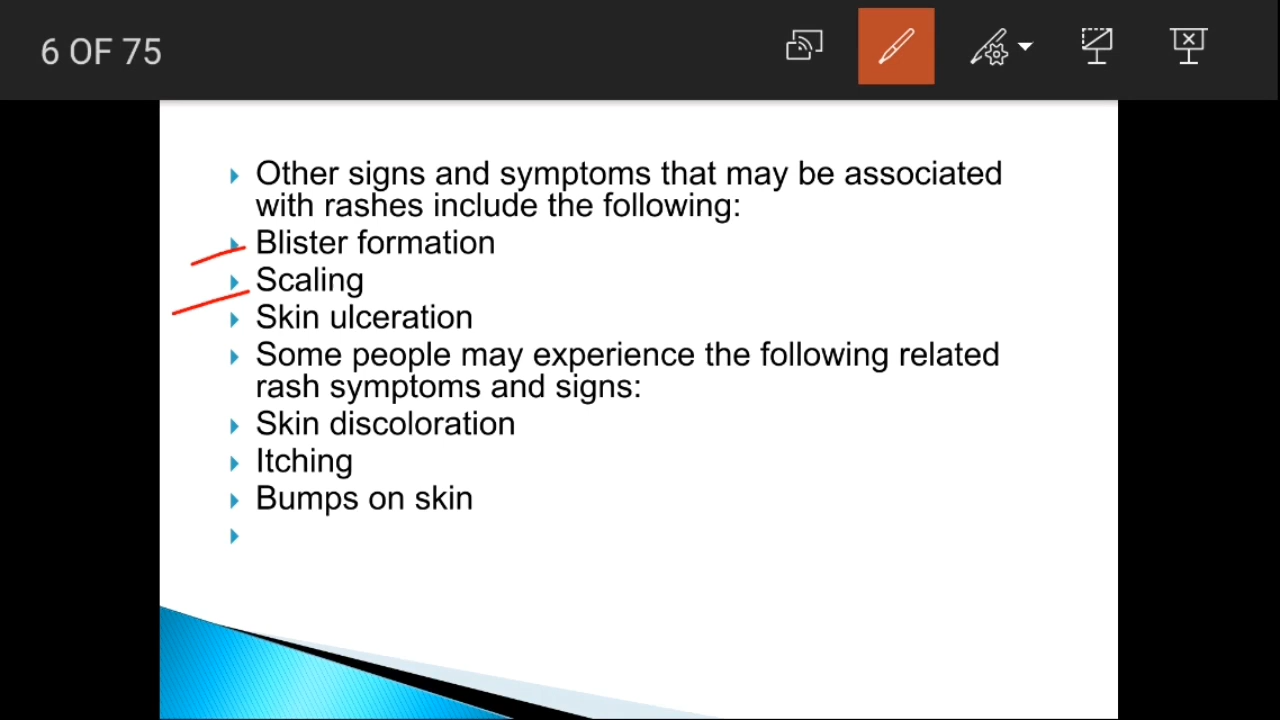 6 OF 75
Other signs and symptoms that may be associated
with rashes include the following:
Blister formation
Scaling
Skin ulceration
Some people may experience the following related
rash symptoms and signs:
Skin discoloration
Itching
Bumps on skin